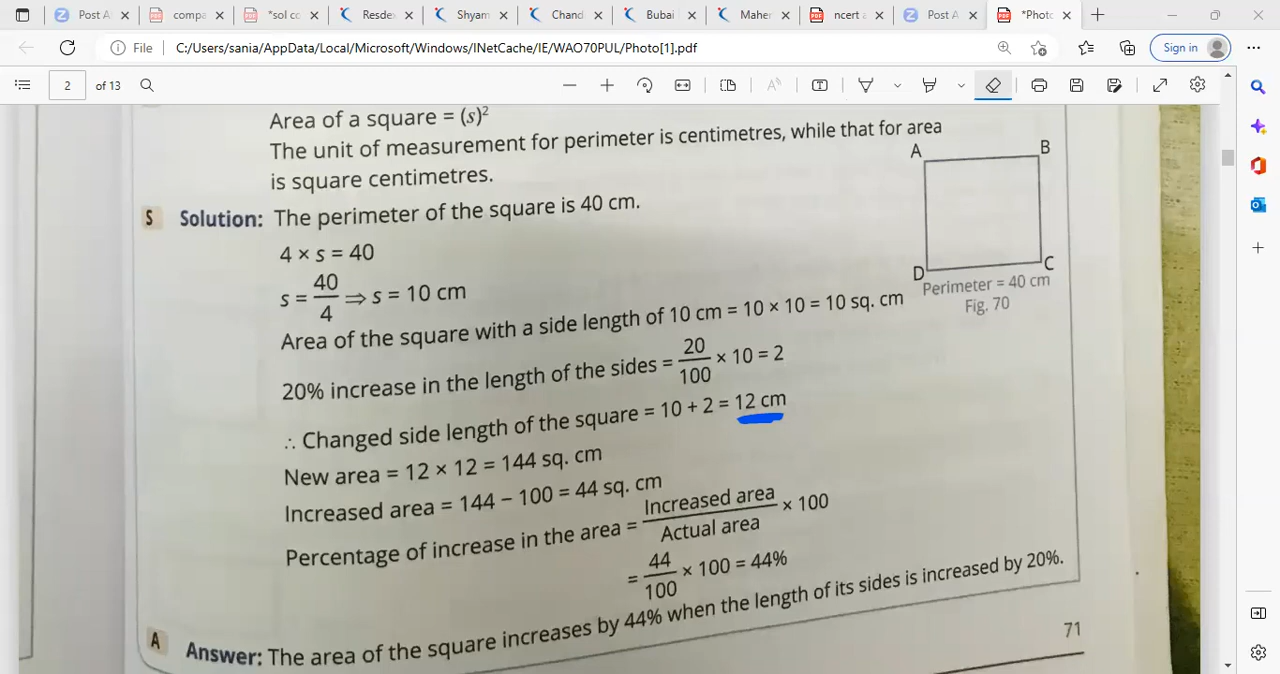 Post A
compa
*sol co
Resdex
Shyam
Chand
Bubai
Maher
ncert a
Post A
*Photo
File
C:/Users/sania/AppData/Local/Microsoft/Windows/INetCache/IE/WAO70PUL/Photo[1].pdf
Sign in
2 of 13
Area of a square = (s)²
The unit of measurement for perimeter is centimetres, while that for area
is square centimetres.
A B
D C
Perimeter = 40 cm
Fig. 70
S Solution: The perimeter of the square is 40 cm.
4 × s = 40
s = 40/4 ⇒ s = 10 cm
Area of the square with a side length of 10 cm = 10 × 10 = 10 sq. cm
20% increase in the length of the sides = 20/100 × 10 = 2
∴ Changed side length of the square = 10 + 2 = 12 cm
New area = 12 × 12 = 144 sq. cm
Increased area = 144 − 100 = 44 sq. cm
Percentage of increase in the area = Increased area/Actual area × 100
= 44/100 × 100 = 44%
A Answer: The area of the square increases by 44% when the length of its sides is increased by 20%.
71